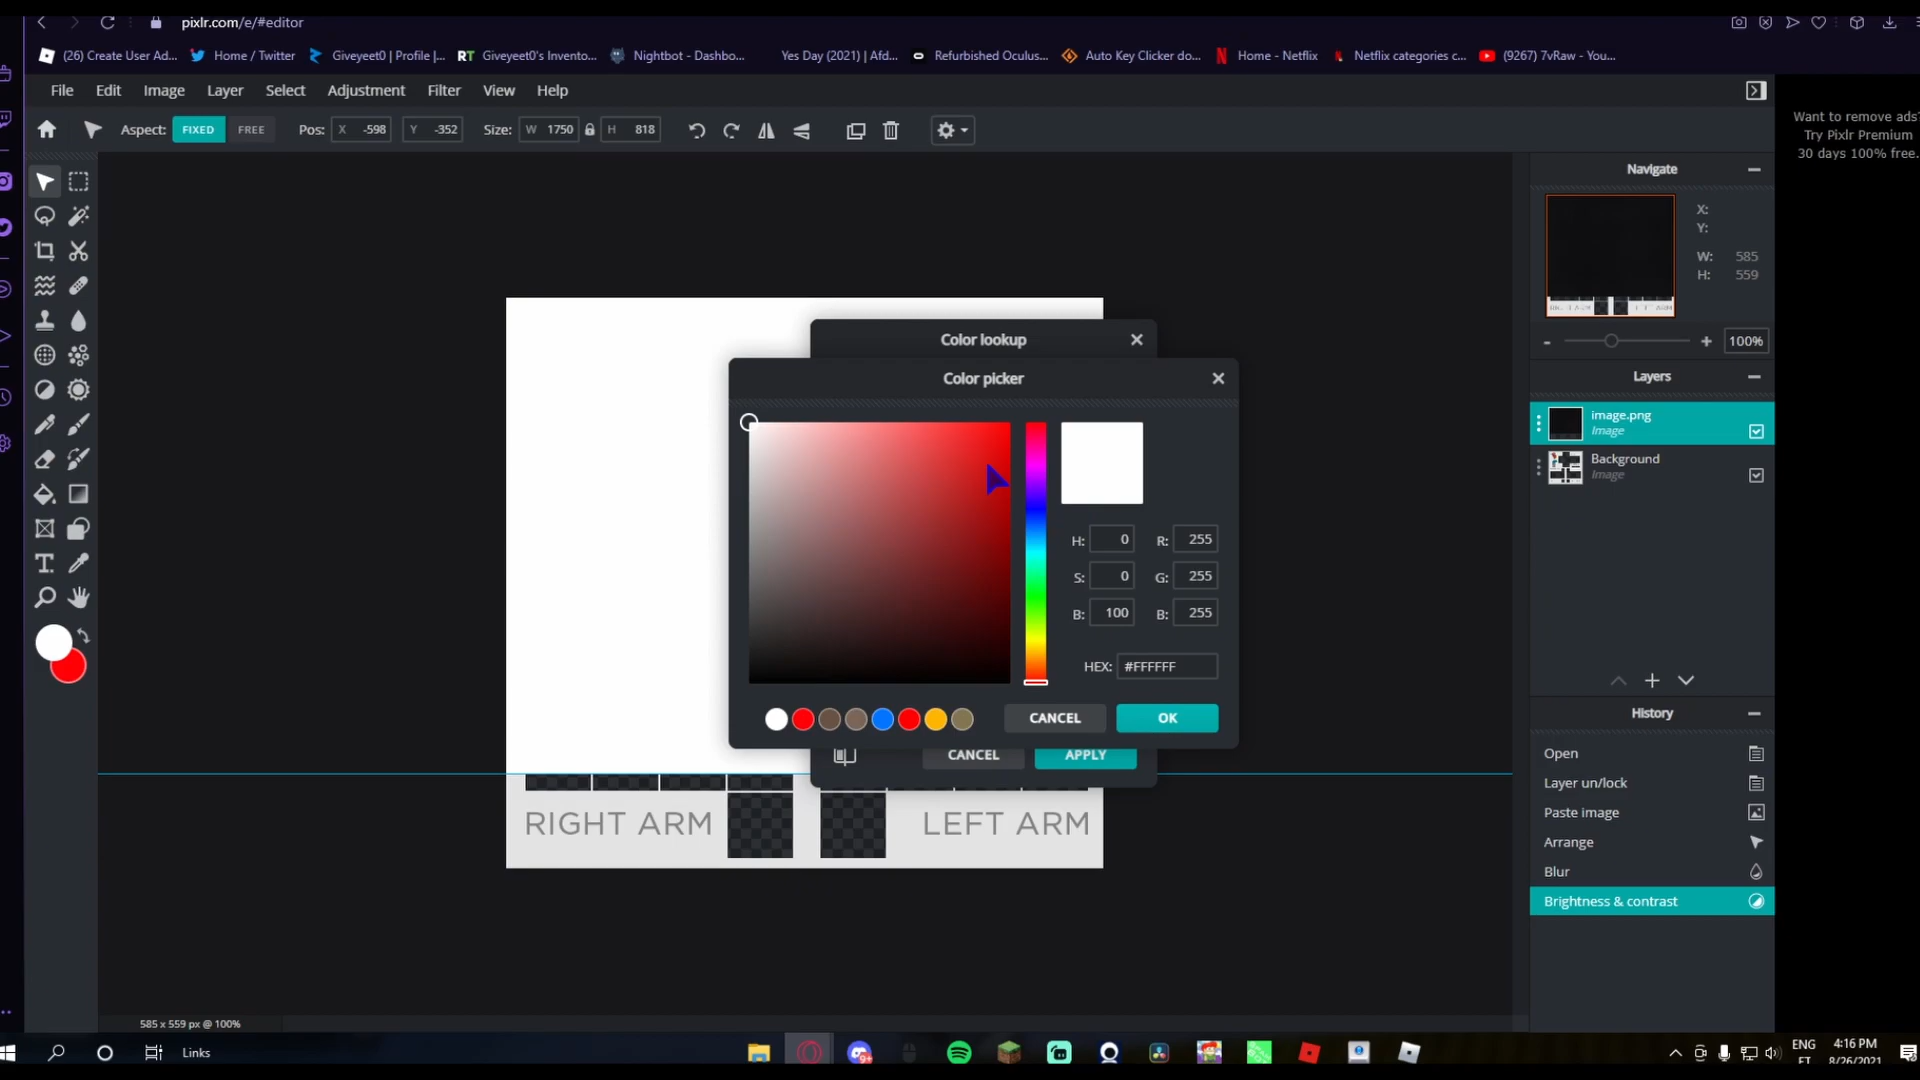 pixlr.com/e/#editor
(26) Create User Ad...
Home / Twitter
Giveyeet0 | Profile |...
RT Giveyeet0's Invento...
Nightbot - Dashbo...
Yes Day (2021) | Afd...
Refurbished Oculus...
Auto Key Clicker do...
Home - Netflix
Netflix categories c...
(9267) 7vRaw - You...
File Edit Image Layer Select Adjustment Filter View Help
Aspect: FIXED FREE Pos: X -598 Y -352 Size: W 1750 H 818
Want to remove ads?
Try Pixlr Premium
30 days 100% free.
Navigate
X:
Y:
W: 585
H: 559
- + 100%
Layers
image.png
Image
Background
Image
History
Open
Layer un/lock
Paste image
Arrange
Blur
Brightness & contrast
Color lookup
Color picker
H: 0 R: 255
S: 0 G: 255
B: 100 B: 255
HEX: #FFFFFF
CANCEL OK
CANCEL APPLY
RIGHT ARM LEFT ARM
585 x 559 px @ 100%
Links
ENG 4:16 PM
8/26/2021